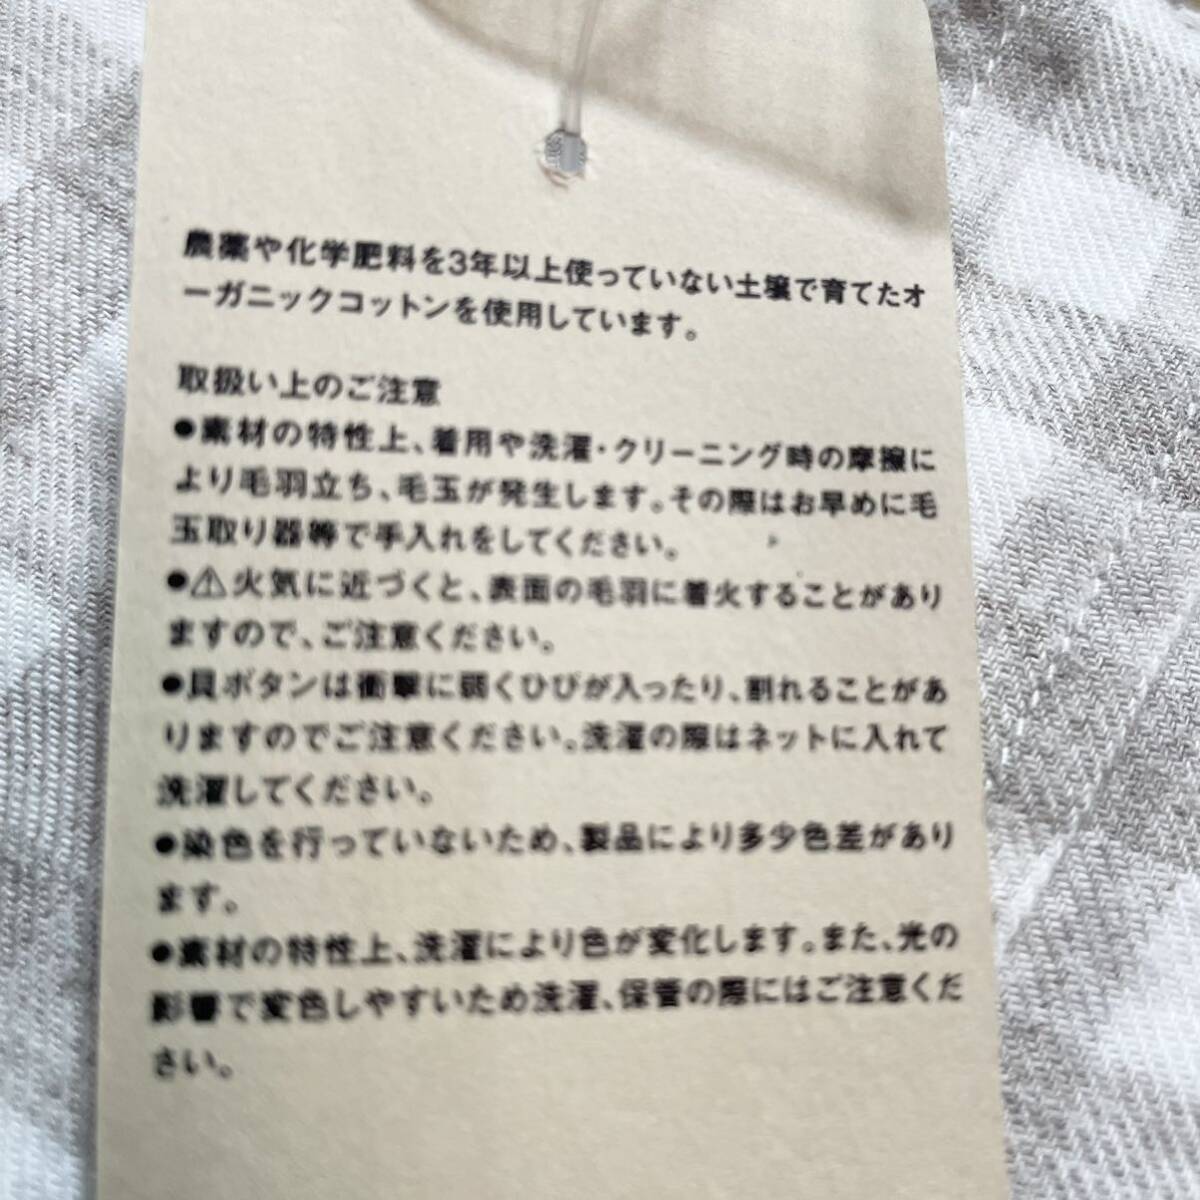 農薬や化学肥料を3年以上使っていない土壌で育てたオ
ーガニックコットンを使用しています。
取扱い上のご注意
●素材の特性上、着用や洗濯・クリーニング時の摩擦に
より毛羽立ち、毛玉が発生します。その際はお早めに毛
玉取り器等で手入れをしてください。
●⚠火気に近づくと、表面の毛羽に着火することがあり
ますので、ご注意ください。
●貝ボタンは衝撃に弱くひびが入ったり、割れることがあ
りますのでご注意ください。洗濯の際はネットに入れて
洗濯してください。
●染色を行っていないため、製品により多少色差があり
ます。
●素材の特性上、洗濯により色が変化します。また、光の
影響で変色しやすいため洗濯、保管の際にはご注意くだ
さい。